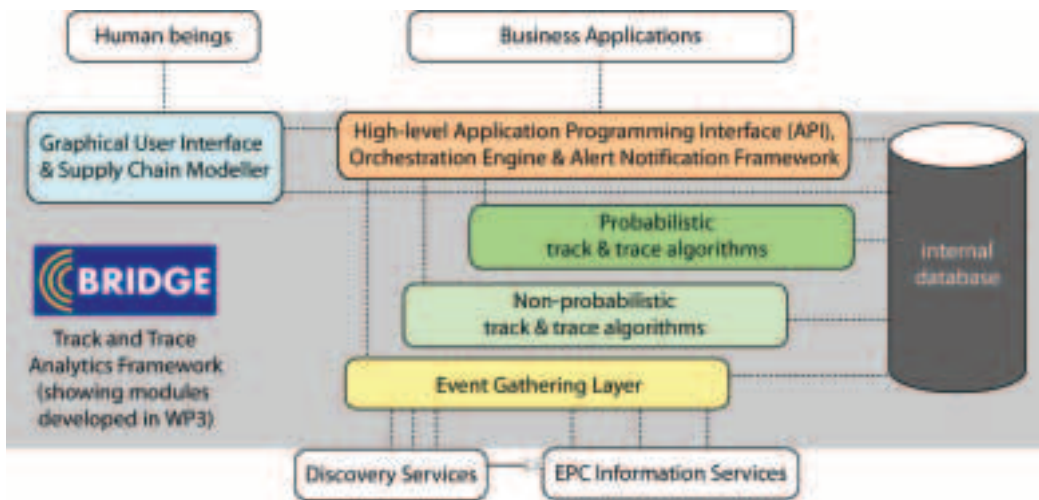 Human beings
Business Applications
Graphical User Interface
& Supply Chain Modeller
High-level Application Programming Interface (API),
Orchestration Engine & Alert Notification Framework
Probabilistic
track & trace algorithms
internal
database
BRIDGE
Non-probabilistic
track & trace algorithms
Track and Trace
Analytics Framework
(showing modules
developed in WP3)
Event Gathering Layer
Discovery Services
EPC Information Services